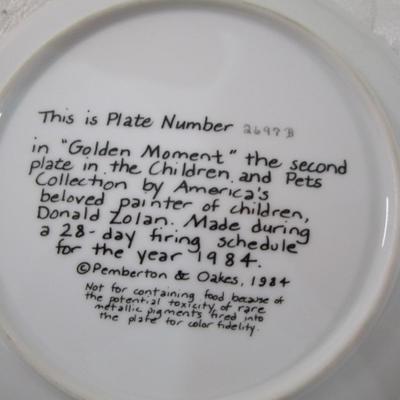 This is Plate Number 2697B
in "Golden Moment" the second
plate in the Children and Pets
Collection by America's
beloved painter of children,
Donald Zolan. Made during
a 28-day firing schedule
for the year 1984.
©Pemberton & Oakes, 1984
Not for containing food because of
the potential toxicity of rare
metallic pigments fired into
the plate for color fidelity.